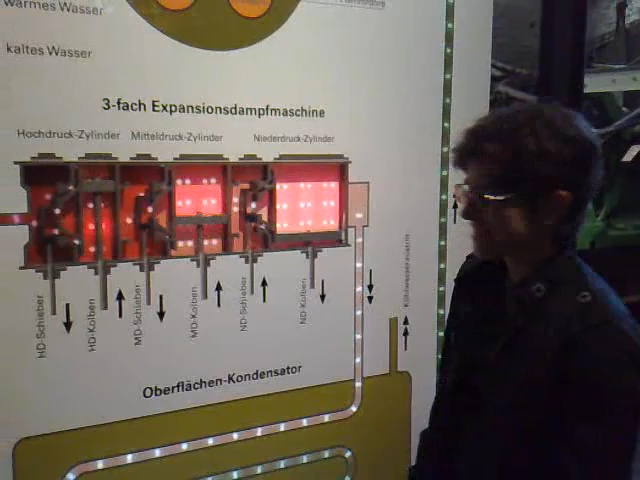 warmes Wasser
kaltes Wasser
3-fach Expansionsdampfmaschine
Hochdruck-Zylinder Mitteldruck-Zylinder Niederdruck-Zylinder
HD-Schieber
HD-Kolben
MD-Schieber
MD-Kolben
ND-Schieber
ND-Kolben
Oberflächen-Kondensator